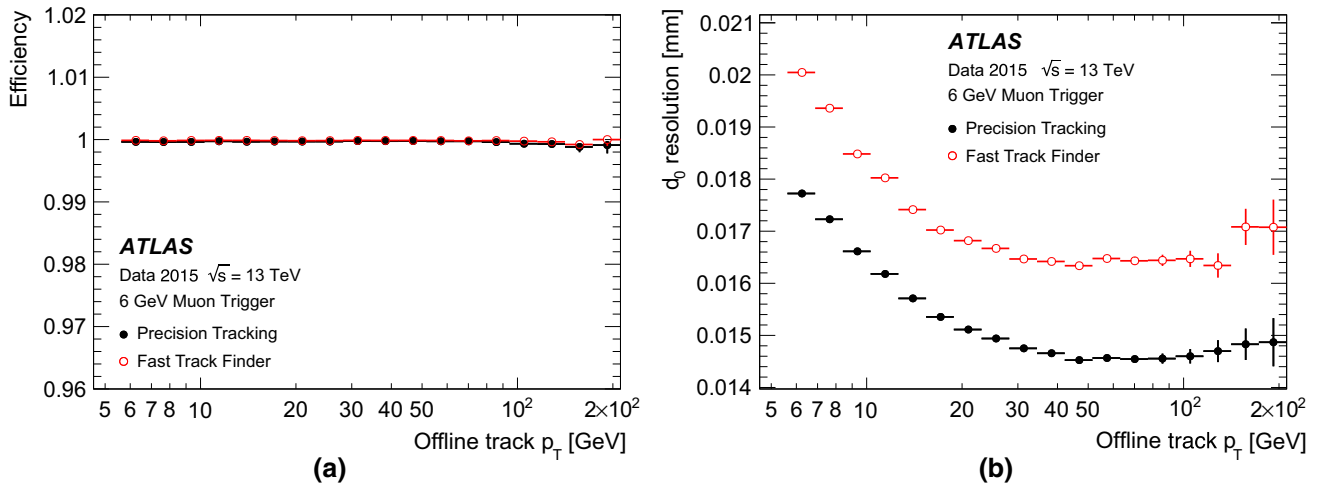 Efficiency
1.02
1.01
1
0.99
0.98
0.97
0.96
ATLAS
Data 2015 √s = 13 TeV
6 GeV Muon Trigger
Precision Tracking
Fast Track Finder
5 6 7 8 10 20 30 40 50 10² 2×10²
Offline track p_T [GeV]
(a)
d₀ resolution [mm]
0.021
0.02
0.019
0.018
0.017
0.016
0.015
0.014
ATLAS
Data 2015 √s = 13 TeV
6 GeV Muon Trigger
Precision Tracking
Fast Track Finder
5 6 7 8 10 20 30 40 50 10² 2×10²
Offline track p_T [GeV]
(b)